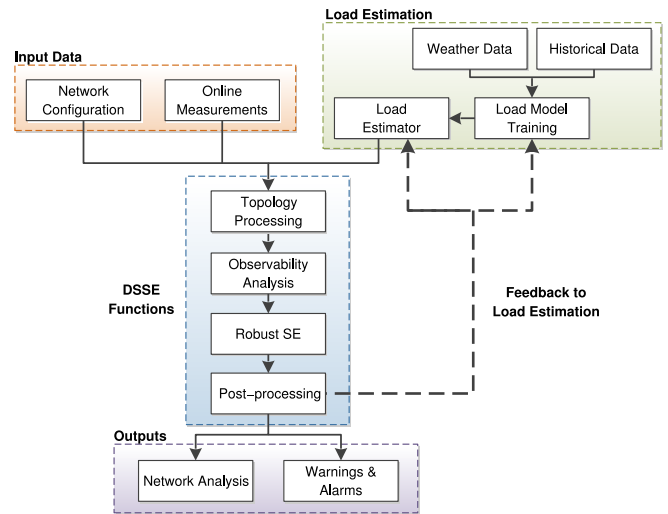 Load Estimation
Weather Data
Historical Data
Input Data
Network
Configuration
Online
Measurements
Load
Estimator
Load Model
Training
Topology
Processing
Observability
Analysis
DSSE
Functions
Feedback to
Load Estimation
Robust SE
Post-processing
Outputs
Network Analysis
Warnings &
Alarms